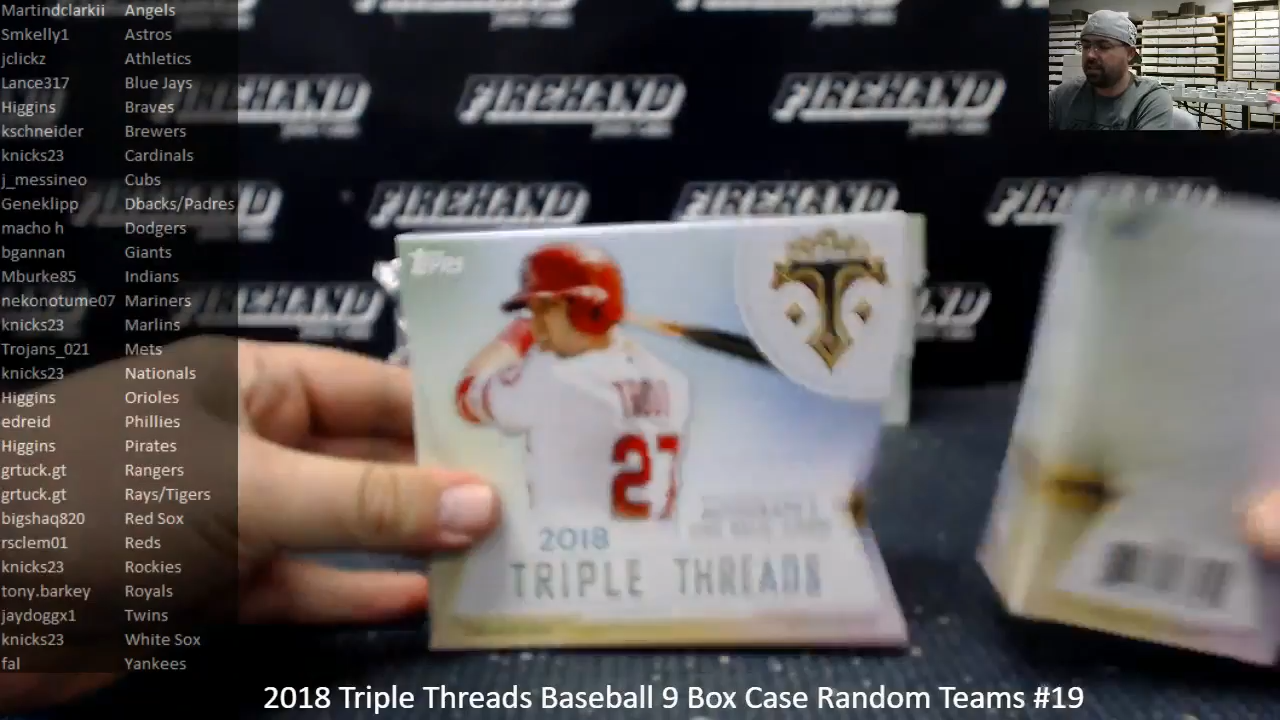 Martindclarkii Angels
Smkelly1 Astros
jclickz Athletics
Lance317 Blue Jays
Higgins Braves
kschneider Brewers
knicks23 Cardinals
j_messineo Cubs
Geneklipp Dbacks/Padres
macho h Dodgers
bgannan Giants
Mburke85 Indians
nekonotume07 Mariners
knicks23 Marlins
Trojans_021 Mets
knicks23 Nationals
Higgins Orioles
edreid Phillies
Higgins Pirates
grtuck.gt Rangers
grtuck.gt Rays/Tigers
bigshaq820 Red Sox
rsclem01 Reds
knicks23 Rockies
tony.barkey Royals
jaydoggx1 Twins
knicks23 White Sox
fal Yankees
FIREHAND FIREHAND
FIREHAND FIREHAND
Topps
TROUT
27
2018
TRIPLE THREADS
2018 Triple Threads Baseball 9 Box Case Random Teams #19